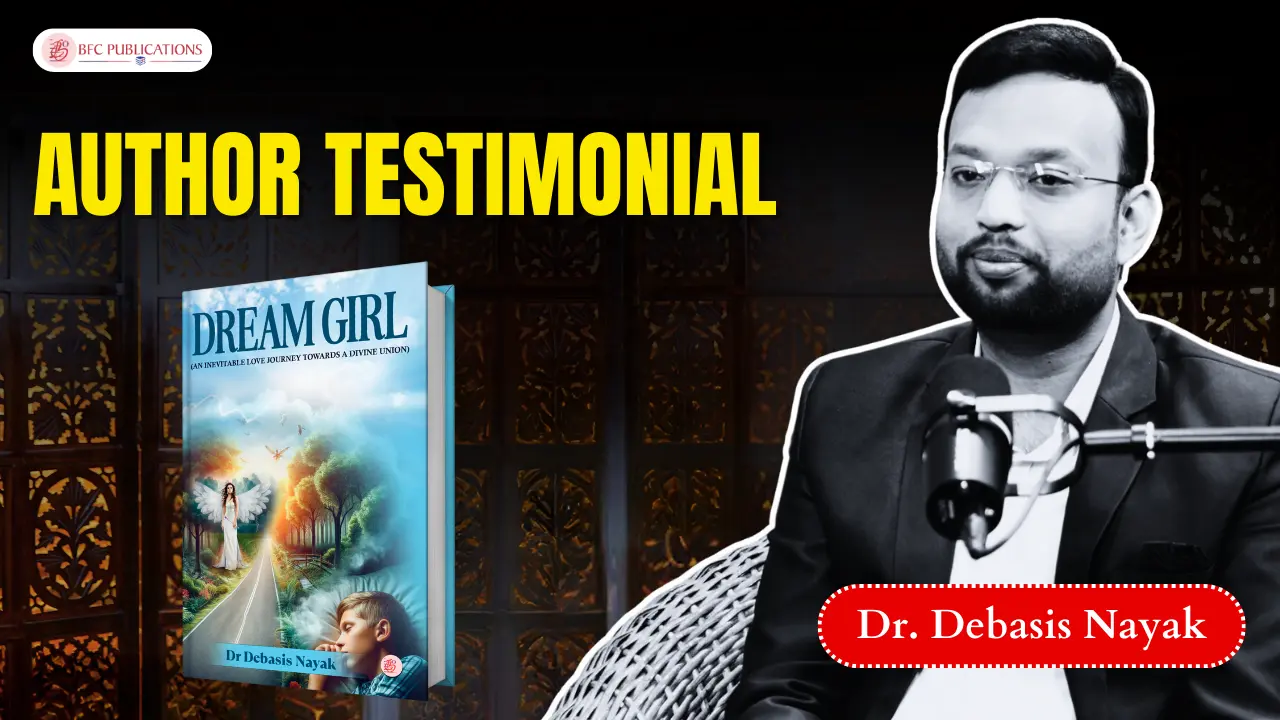 BFC PUBLICATIONS
AUTHOR TESTIMONIAL
DREAM GIRL
(AN INEVITABLE LOVE JOURNEY TOWARDS A DIVINE UNION)
Dr Debasis Nayak
Dr. Debasis Nayak